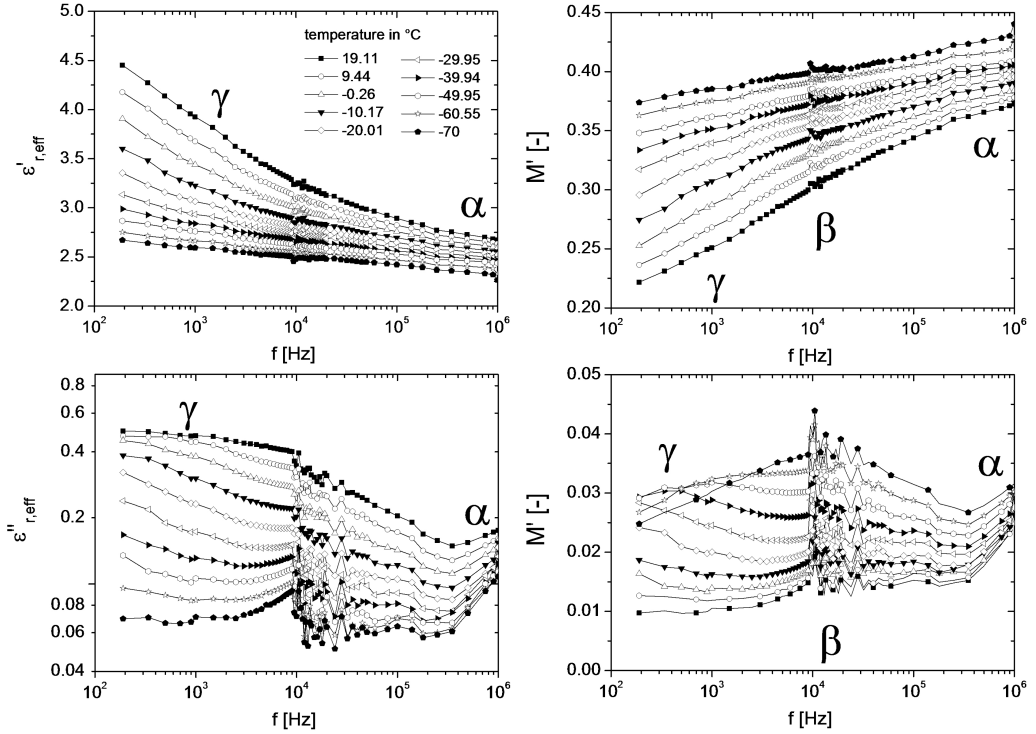 4.5
4.0
3.5
3.0
2.5
2.0
ε'r,eff
10² 10³ 10⁴ 10⁵ 10⁶
f [Hz]
temperature in °C
19.11 -29.95
9.44 -39.94
-0.26 -49.95
-10.17 -60.55
-20.01 -70
γ
α
0.45
0.40
0.35
0.30
0.25
0.20
M' [-]
10² 10³ 10⁴ 10⁵ 10⁶
f [Hz]
α
β
γ
0.8
0.6
0.4
0.2
0.08
0.06
0.04
ε''r,eff
10² 10³ 10⁴ 10⁵ 10⁶
f [Hz]
γ
α
0.05
0.04
0.03
0.02
0.01
0.00
M' [-]
10² 10³ 10⁴ 10⁵ 10⁶
f [Hz]
γ
α
β